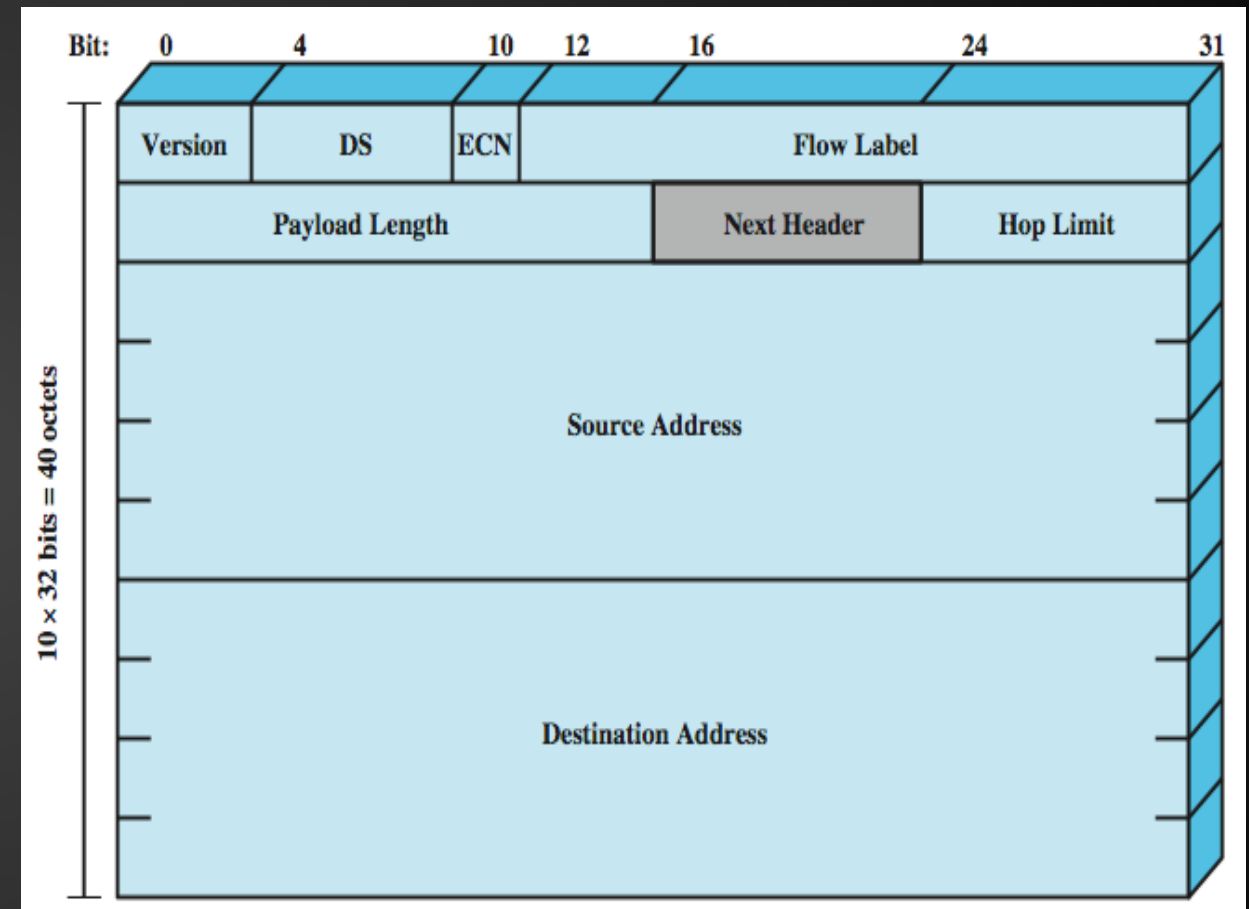 Bit: 0 4 10 12 16 24 31
Version DS ECN Flow Label
Payload Length Next Header Hop Limit
10 × 32 bits = 40 octets
Source Address
Destination Address